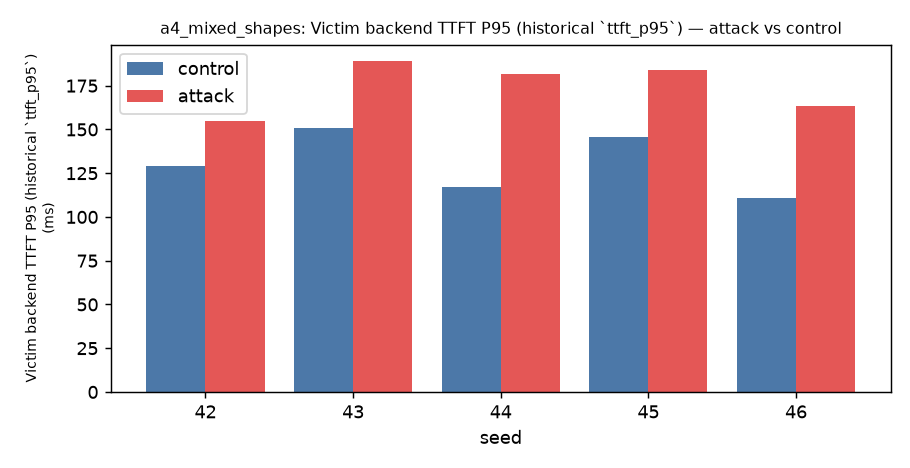 a4_mixed_shapes: Victim backend TTFT P95 (historical `ttft_p95`) — attack vs control
control
attack
Victim backend TTFT P95 (historical `ttft_p95`)
(ms)
175
150
125
100
75
50
25
0
42 43 44 45 46
seed